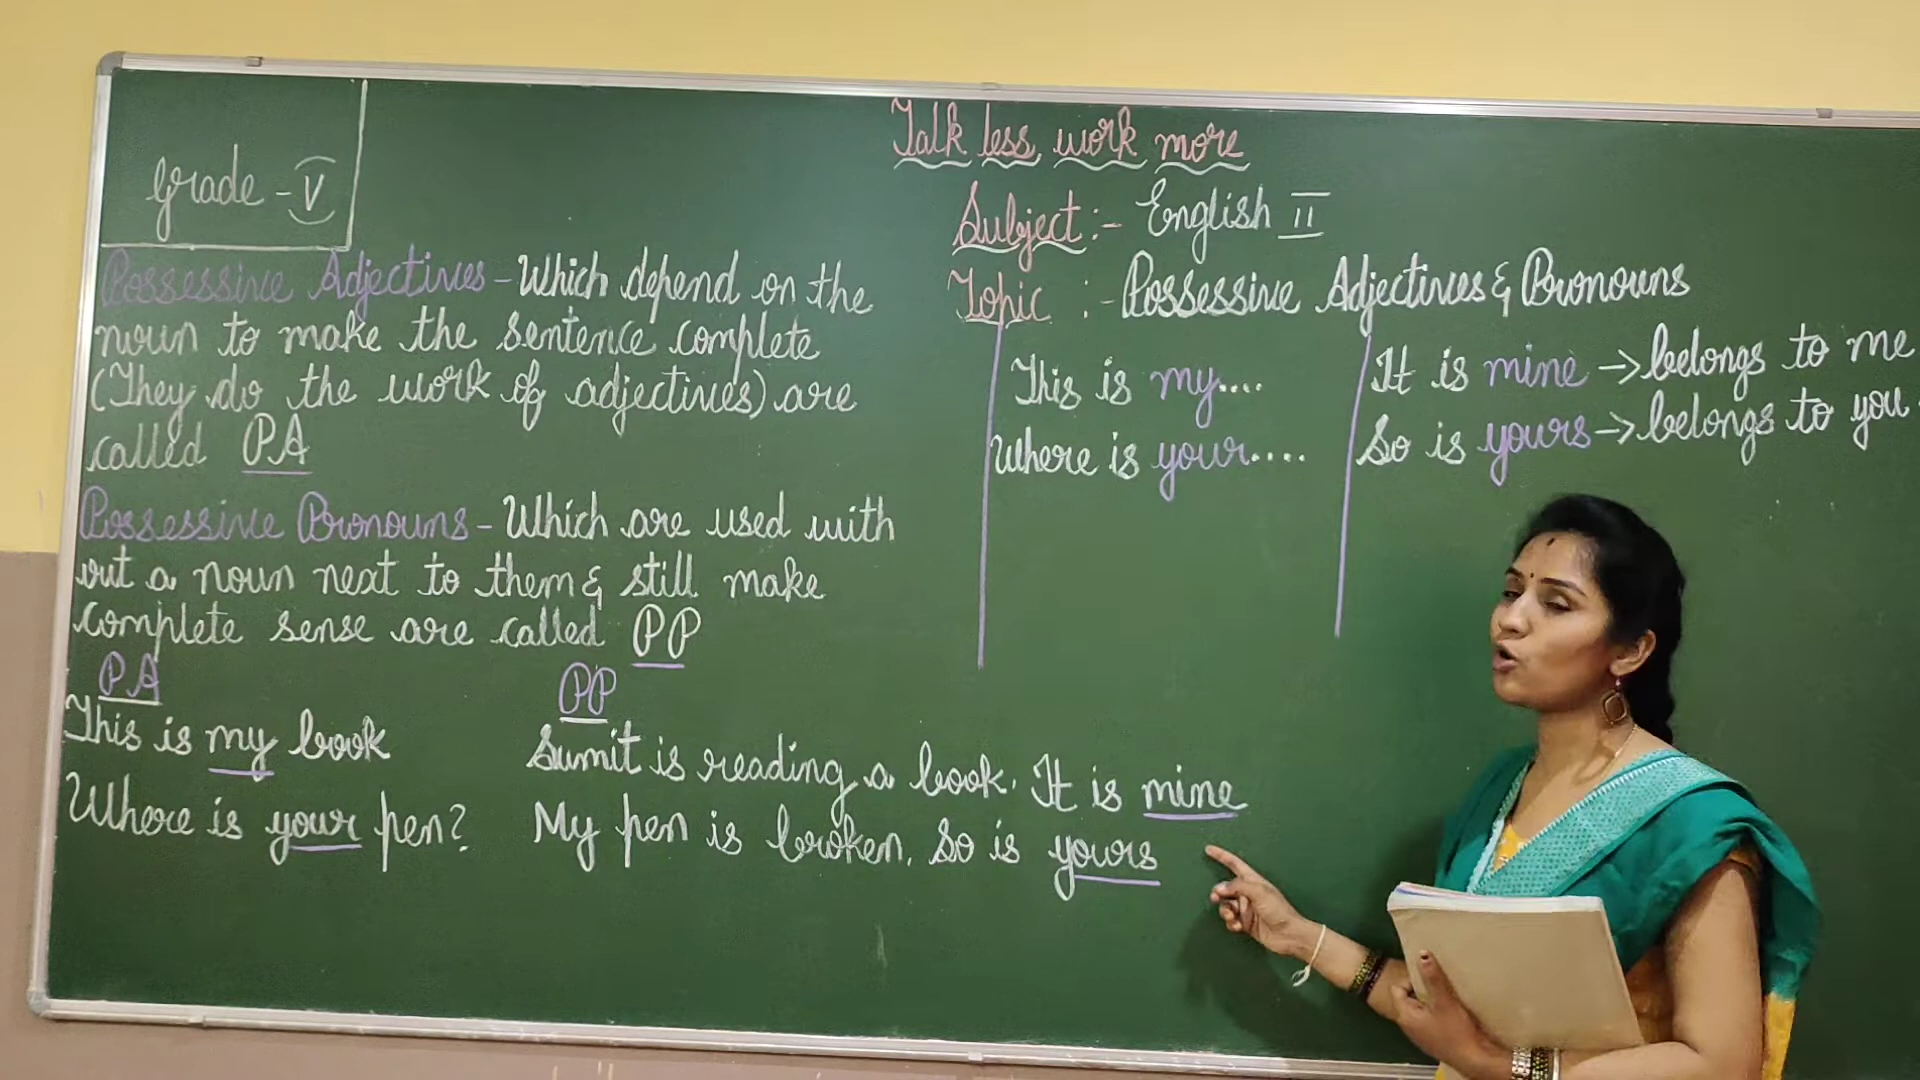 Talk less work more
Grade - V
Subject :- English II
Topic :- Possessive Adjectives & Pronouns
Possessive Adjectives - Which depend on the
noun to make the sentence complete
(They do the work of adjectives) are
called PA
Possessive Pronouns - Which are used with
out a noun next to them & still make
complete sense are called PP
PA
This is my book
Where is your pen?
PP
Sumit is reading a book. It is mine
My pen is broken. So is yours
This is my....
Where is your....
It is mine → belongs to me
So is yours → belongs to you